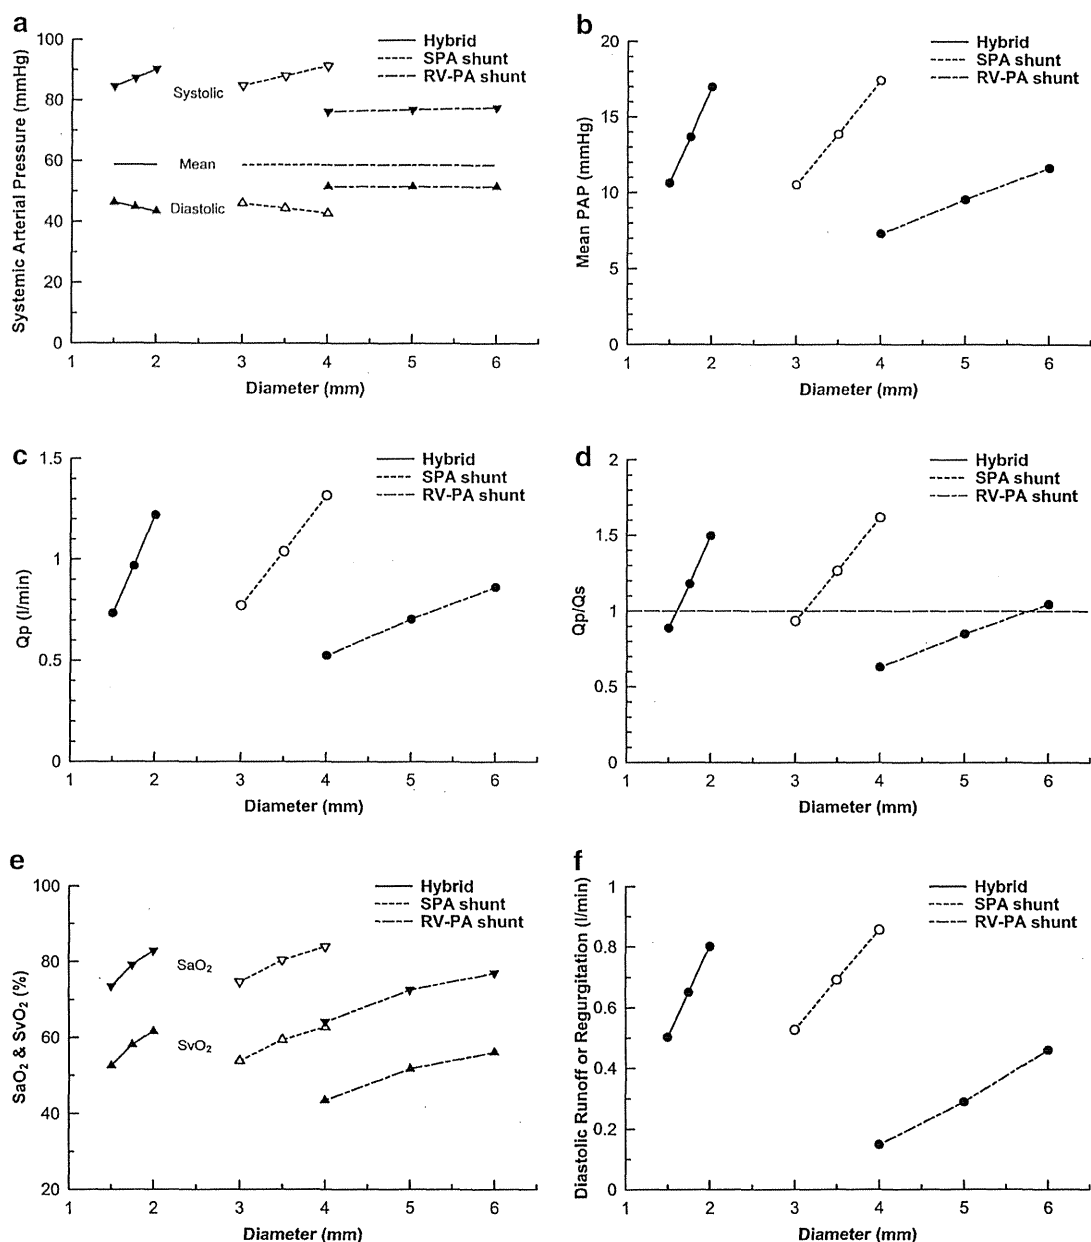 a
100
80
60
40
20
0
Systemic Arterial Pressure (mmHg)
Hybrid
SPA shunt
RV-PA shunt
Systolic
Mean
Diastolic
1 2 3 4 5 6
Diameter (mm)
b
20
15
10
5
0
Mean PAP (mmHg)
Hybrid
SPA shunt
RV-PA shunt
1 2 3 4 5 6
Diameter (mm)
c
1.5
1
0.5
0
Qp (l/min)
Hybrid
SPA shunt
RV-PA shunt
1 2 3 4 5 6
Diameter (mm)
d
2
1.5
1
0.5
0
Qp/Qs
Hybrid
SPA shunt
RV-PA shunt
1 2 3 4 5 6
Diameter (mm)
e
100
80
60
40
20
SaO₂ & SvO₂ (%)
Hybrid
SPA shunt
RV-PA shunt
SaO₂
SvO₂
1 2 3 4 5 6
Diameter (mm)
f
1
0.8
0.6
0.4
0.2
0
Diastolic Runoff or Regurgitation (l/min)
Hybrid
SPA shunt
RV-PA shunt
1 2 3 4 5 6
Diameter (mm)